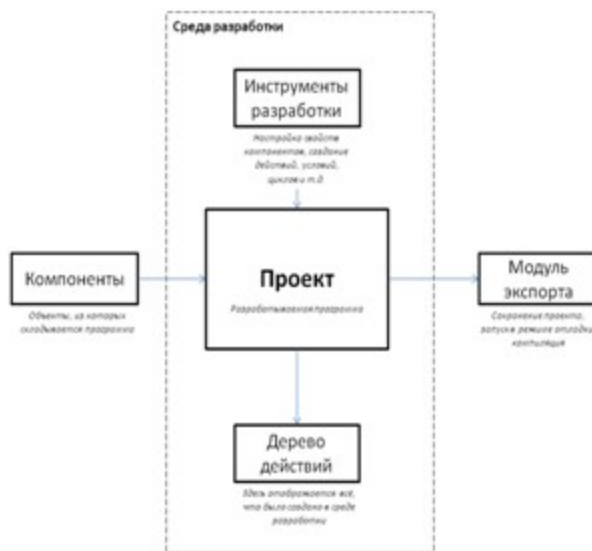 Среда разработки
Инструменты
разработки
Настройка свойств
компонентов, создание
действий, условий,
циклов и т.д
Компоненты
Объекты, из которых
складывается программа
Проект
Разрабатываемая программа
Модуль
экспорта
Сохранение проекта,
запуск в режиме отладки,
компиляция
Дерево
действий
Здесь отображается всё,
что было создано в среде
разработки